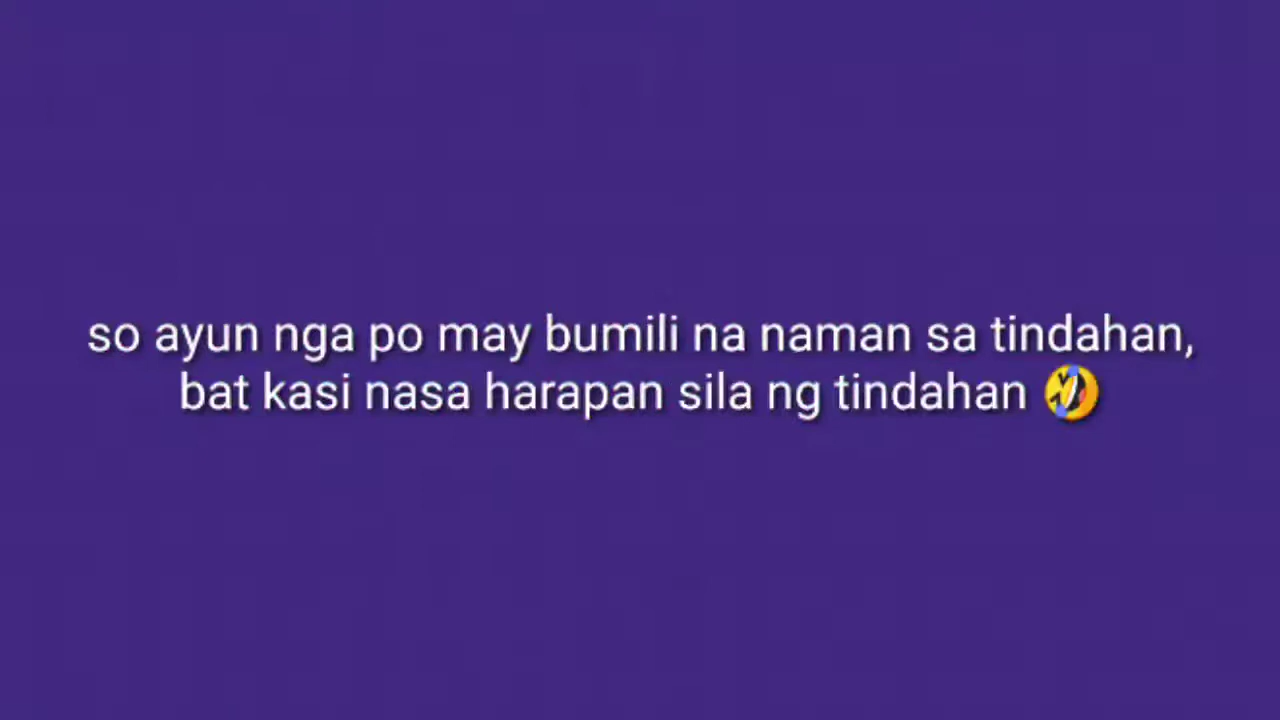 so ayun nga po may bumili na naman sa tindahan,
bat kasi nasa harapan sila ng tindahan 🤣